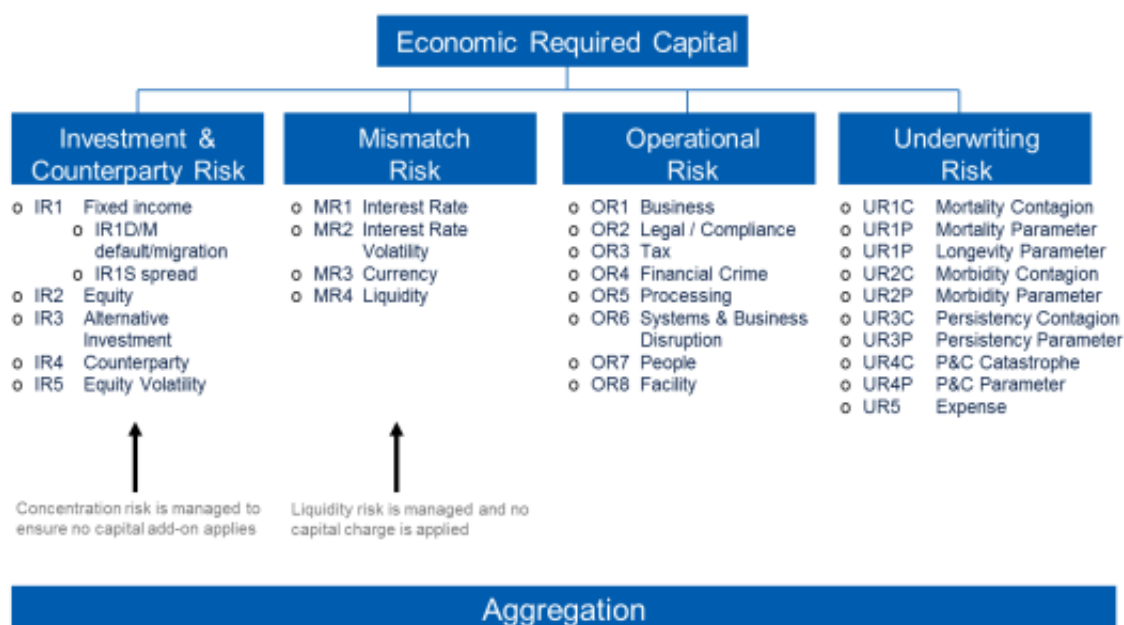 Economic Required Capital
Investment &
Counterparty Risk
o IR1 Fixed income
o IR1D/M
default/migration
o IR1S spread
o IR2 Equity
o IR3 Alternative
Investment
o IR4 Counterparty
o IR5 Equity Volatility
Concentration risk is managed to
ensure no capital add-on applies
Mismatch
Risk
o MR1 Interest Rate
o MR2 Interest Rate
Volatility
o MR3 Currency
o MR4 Liquidity
Liquidity risk is managed and no
capital charge is applied
Operational
Risk
o OR1 Business
o OR2 Legal / Compliance
o OR3 Tax
o OR4 Financial Crime
o OR5 Processing
o OR6 Systems & Business
Disruption
o OR7 People
o OR8 Facility
Underwriting
Risk
o UR1C Mortality Contagion
o UR1P Mortality Parameter
o UR1P Longevity Parameter
o UR2C Morbidity Contagion
o UR2P Morbidity Parameter
o UR3C Persistency Contagion
o UR3P Persistency Parameter
o UR4C P&C Catastrophe
o UR4P P&C Parameter
o UR5 Expense
Aggregation